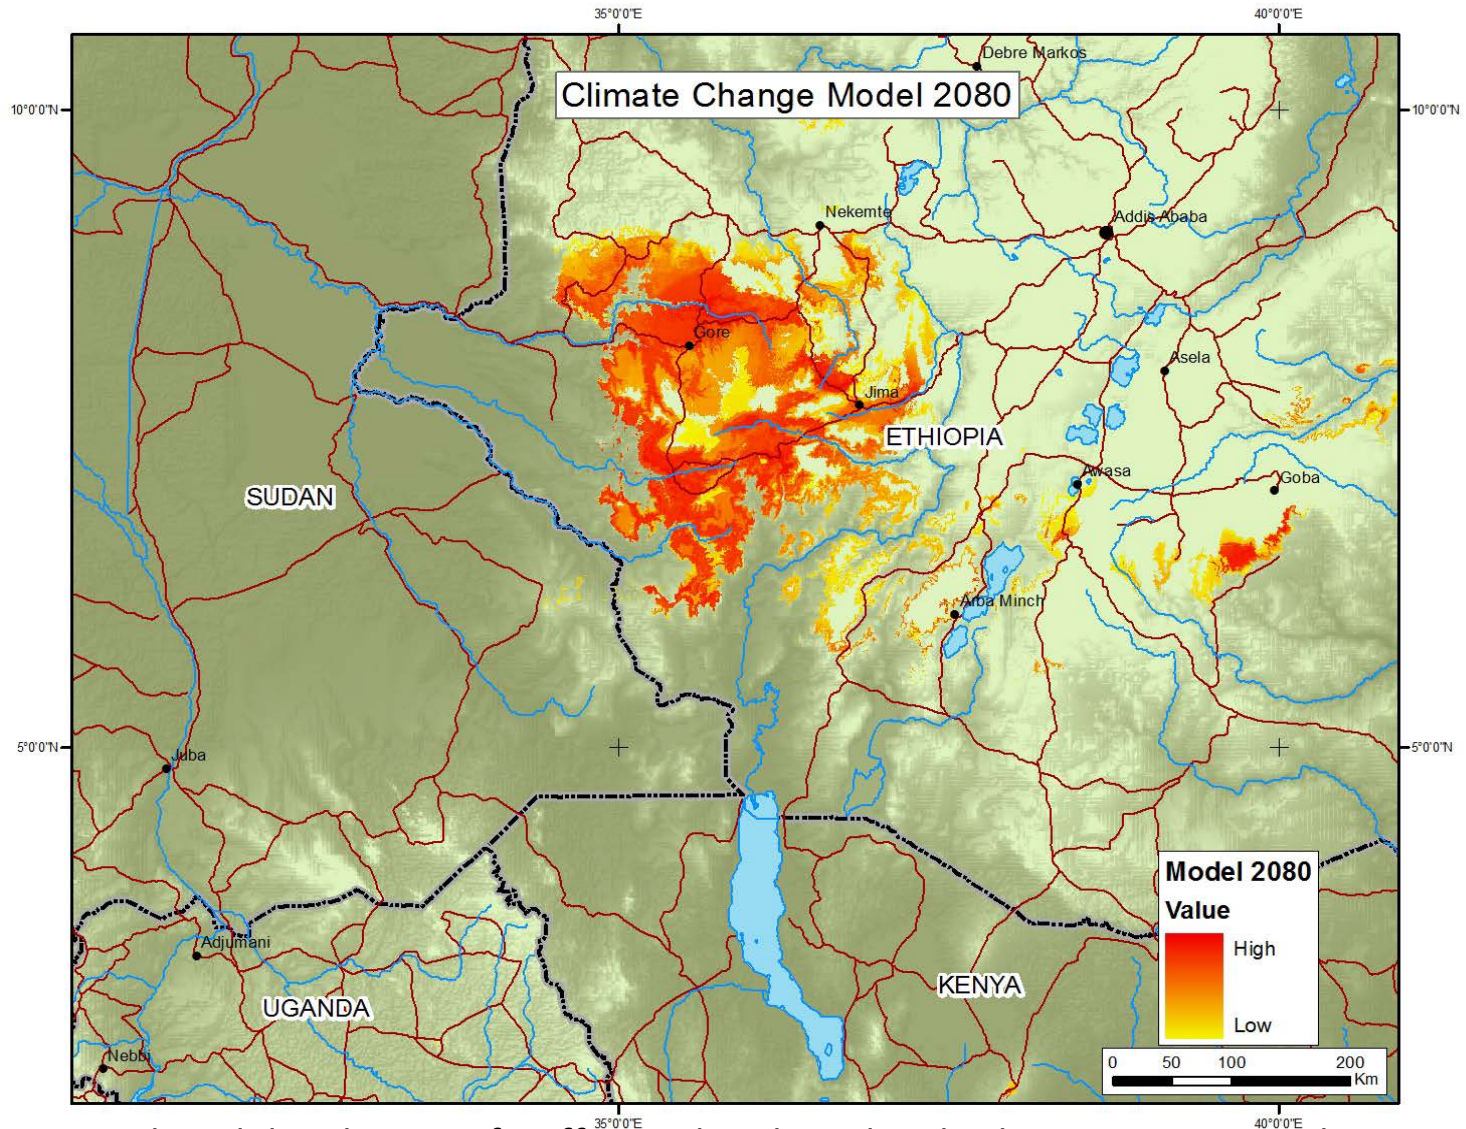 35°0'0"E 40°0'0"E
Debre Markos
Climate Change Model 2080
10°0'0"N 10°0'0"N
Nekemte
Addis Ababa
Gore
Asela
Jima
ETHIOPIA
Awasa
Goba
SUDAN
Arba Minch
5°0'0"N 5°0'0"N
Juba
Model 2080
Value
High
Low
Adjumani
KENYA
UGANDA
Nebbi
0 50 100 200
Km
35°0'0"E 40°0'0"E